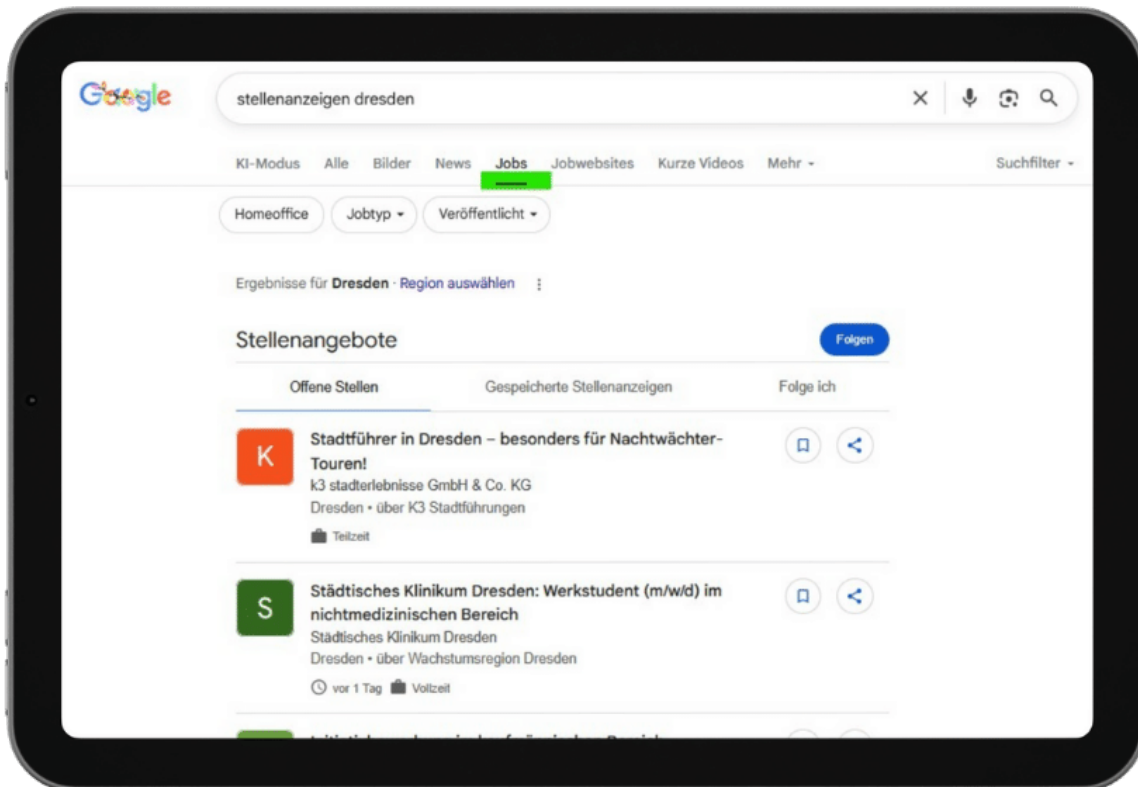 Google
stellenanzeigen dresden
KI-Modus Alle Bilder News Jobs Jobwebsites Kurze Videos Mehr Suchfilter
Homeoffice Jobtyp Veröffentlicht
Ergebnisse für Dresden · Region auswählen
Stellenangebote Folgen
Offene Stellen Gespeicherte Stellenanzeigen Folge ich
K
Stadtführer in Dresden – besonders für Nachtwächter-
Touren!
k3 stadterlebnisse GmbH & Co. KG
Dresden • über K3 Stadtführungen
Teilzeit
S
Städtisches Klinikum Dresden: Werkstudent (m/w/d) im
nichtmedizinischen Bereich
Städtisches Klinikum Dresden
Dresden • über Wachstumsregion Dresden
vor 1 Tag Vollzeit